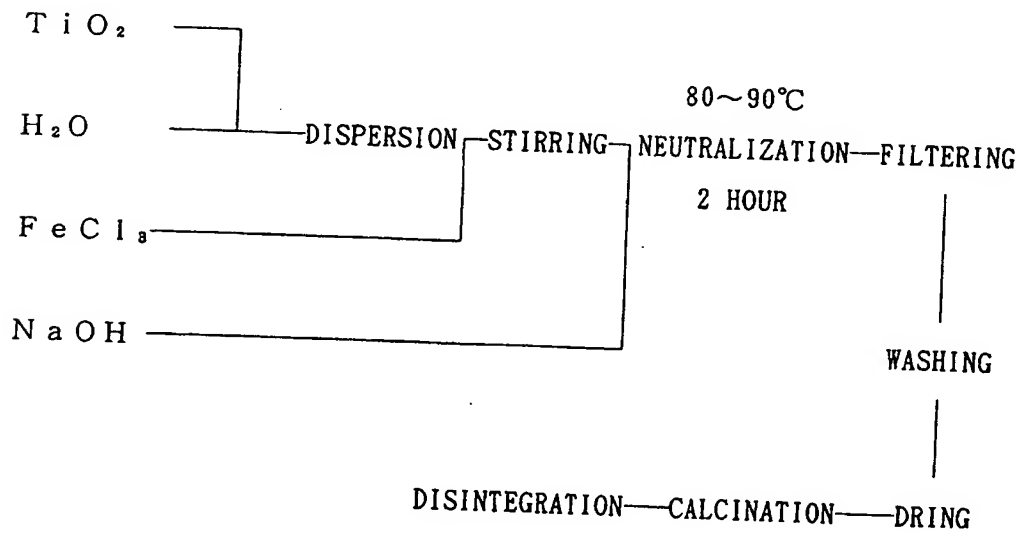 TiO₂
80～90℃
H₂O DISPERSION STIRRING NEUTRALIZATION FILTERING
2 HOUR
FeCl₃
NaOH
WASHING
DISINTEGRATION CALCINATION DRING